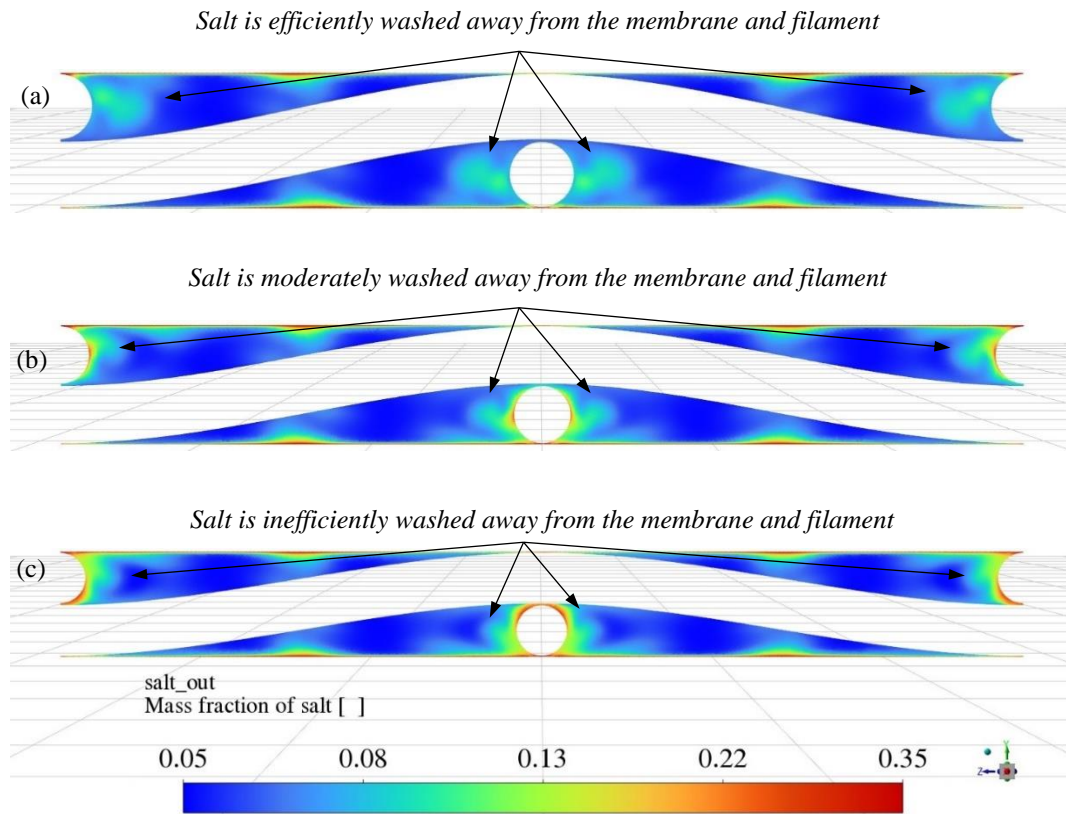 Salt is efficiently washed away from the membrane and filament
(a)
Salt is moderately washed away from the membrane and filament
(b)
Salt is inefficiently washed away from the membrane and filament
(c)
salt_out
Mass fraction of salt [ ]
0.05 0.08 0.13 0.22 0.35
Y
Z